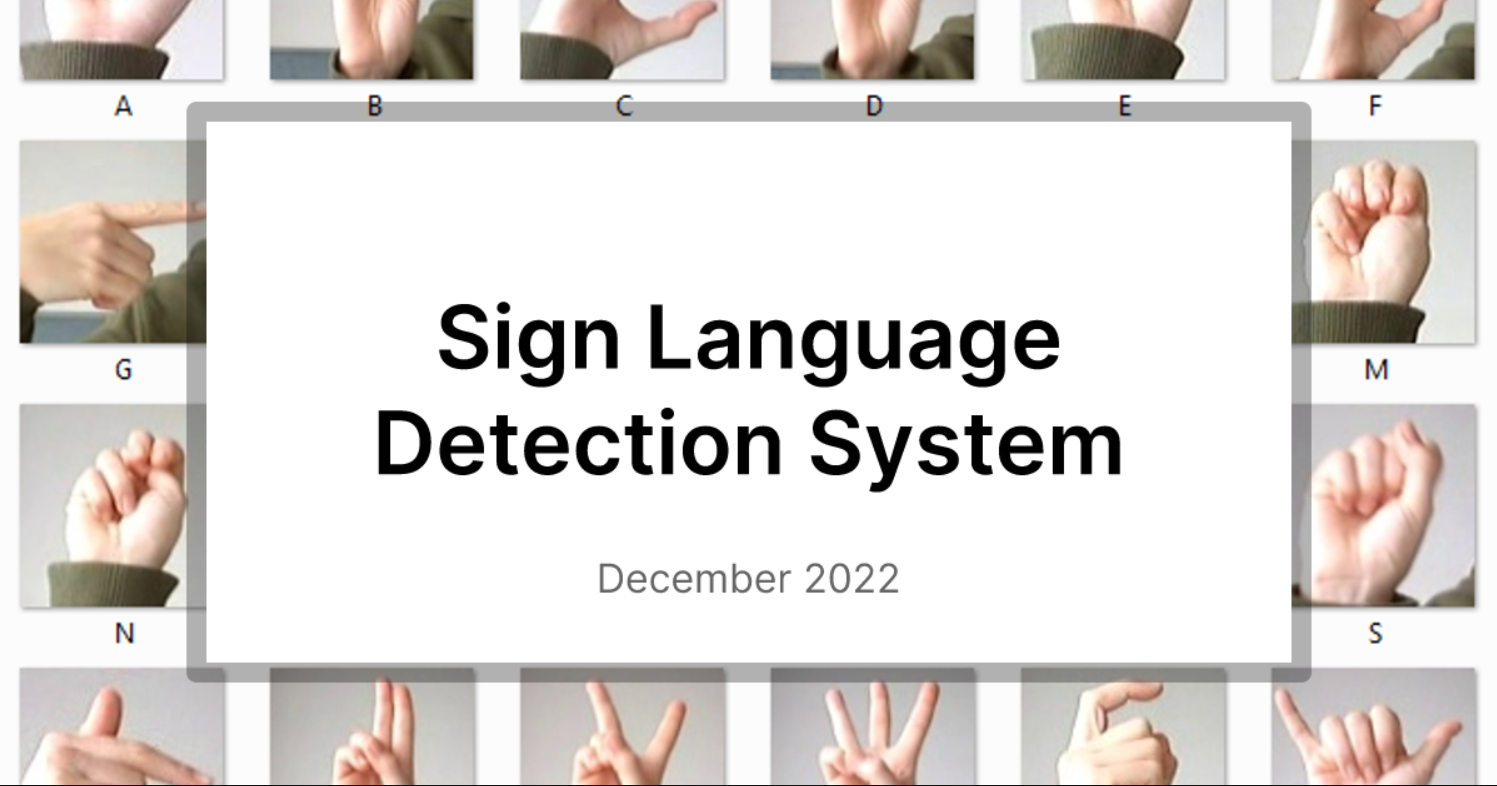 A B C D E F
Sign Language
Detection System
December 2022
G M
N S